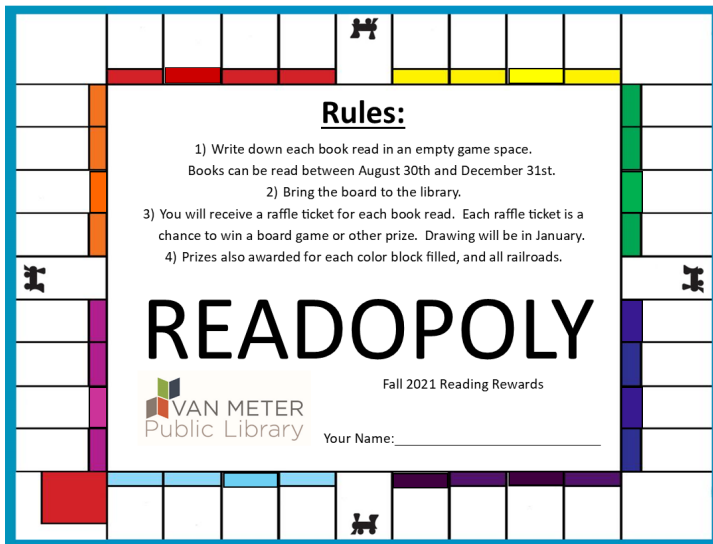 Rules:
1) Write down each book read in an empty game space.
Books can be read between August 30th and December 31st.
2) Bring the board to the library.
3) You will receive a raffle ticket for each book read. Each raffle ticket is a
chance to win a board game or other prize. Drawing will be in January.
4) Prizes also awarded for each color block filled, and all railroads.
READOPOLY
Fall 2021 Reading Rewards
VAN METER
Public Library
Your Name: